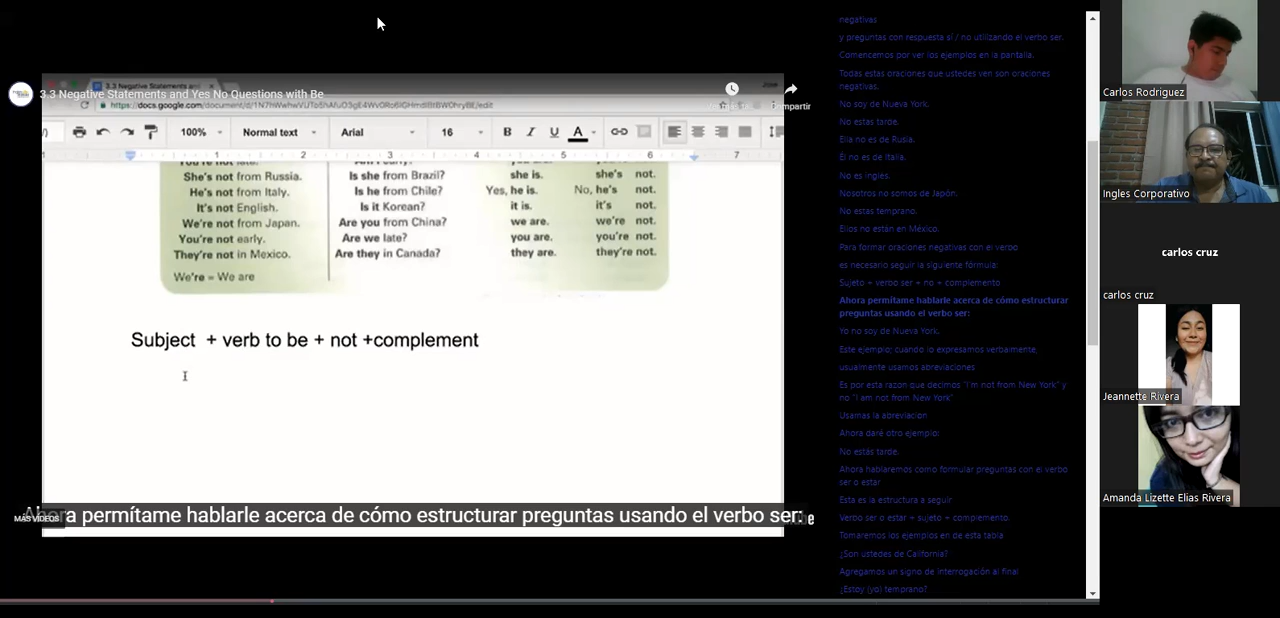 3.3 Negative Statements and Yes No Questions with Be
100%
Normal text
Arial
16
B I U A
1 2 3 4 5 6 7
She's not from Russia. Is she from Brazil? she is. she's not.
He's not from Italy. Is he from Chile? Yes, he is. No, he's not.
It's not English. Is it Korean? it is. it's not.
We're not from Japan. Are you from China? we are. we're not.
You're not early. Are we late? you are. you're not.
They're not in Mexico. Are they in Canada? they are. they're not.
We're = We are
Subject + verb to be + not +complement
MÁS VÍDEOS
Ahora permítame hablarle acerca de cómo estructurar preguntas usando el verbo ser:
negativas
y preguntas con respuesta sí / no utilizando el verbo ser.
Comencemos por ver los ejemplos en la pantalla.
Todas estas oraciones que ustedes ven son oraciones
negativas.
No soy de Nueva York.
No estas tarde.
Ella no es de Rusia.
Él no es de Italia.
No es inglés.
Nosotros no somos de Japón.
No estas temprano.
Ellos no están en México.
Para formar oraciones negativas con el verbo
es necesario seguir la siguiente fórmula:
Sujeto + verbo ser + no + complemento
Ahora permítame hablarle acerca de cómo estructurar
preguntas usando el verbo ser:
Yo no soy de Nueva York.
Este ejemplo; cuando lo expresamos verbalmente,
usualmente usamos abreviaciones
Es por esta razon que decimos "I'm not from New York" y
no "I am not from New York"
Usamos la abreviacion
Ahora daré otro ejemplo:
No estás tarde.
Ahora hablaremos como formular preguntas con el verbo
ser o estar
Esta es la estructura a seguir
Verbo ser o estar + sujeto + complemento.
Tomaremos los ejemplos en de esta tabla
¿Son ustedes de California?
Agregamos un signo de interrogación al final
¿Estoy (yo) temprano?
Carlos Rodriguez
Ingles Corporativo
carlos cruz
carlos cruz
Jeannette Rivera
Amanda Lizette Elias Rivera